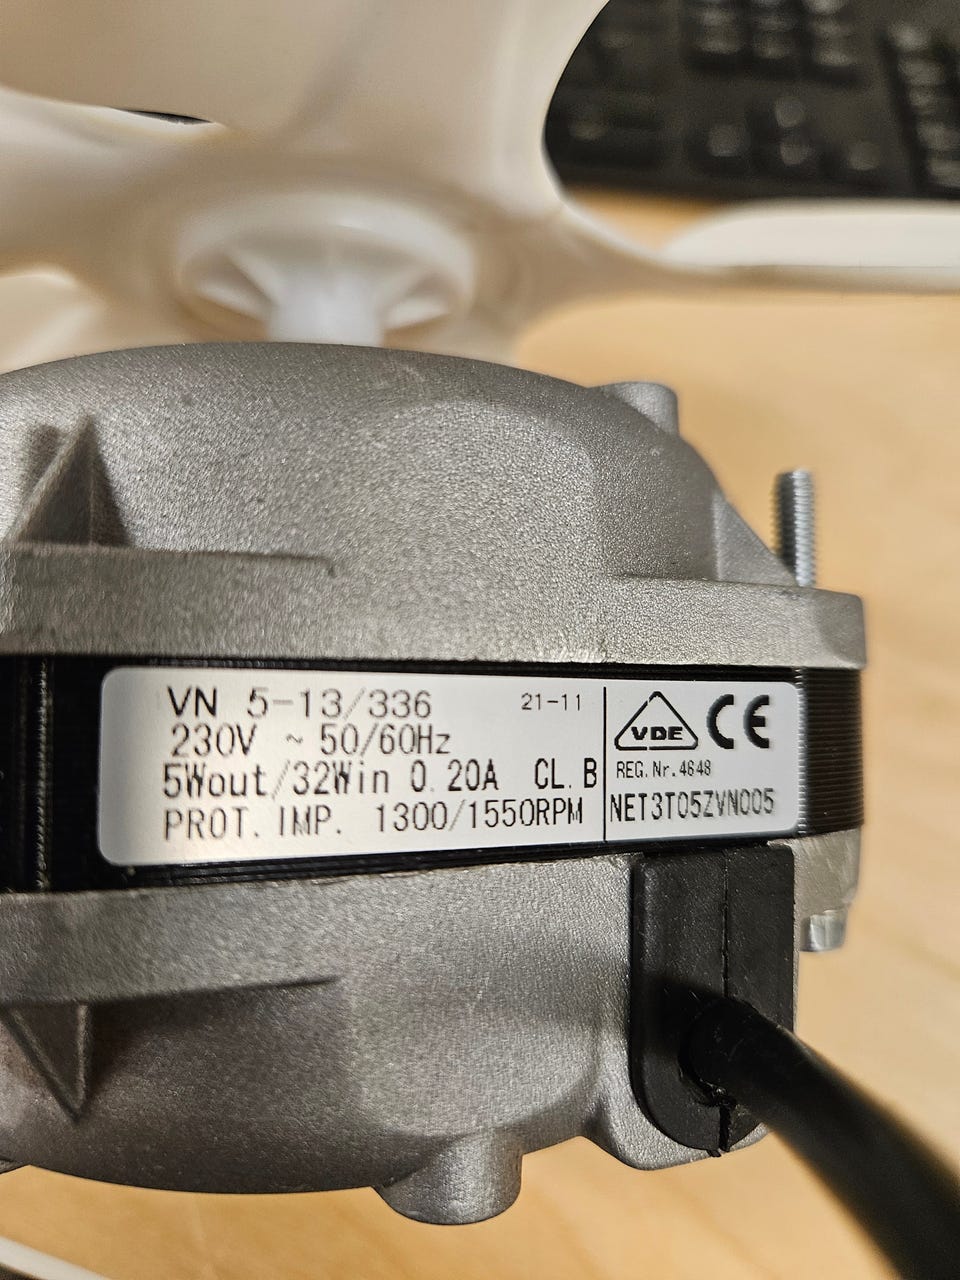 VN 5-13/336 21-11
230V ~ 50/60Hz
5Wout/32Win 0.20A CL.B
PROT.IMP. 1300/1550RPM
VDE CE
REG.Nr.4648
NET3T05ZVN005